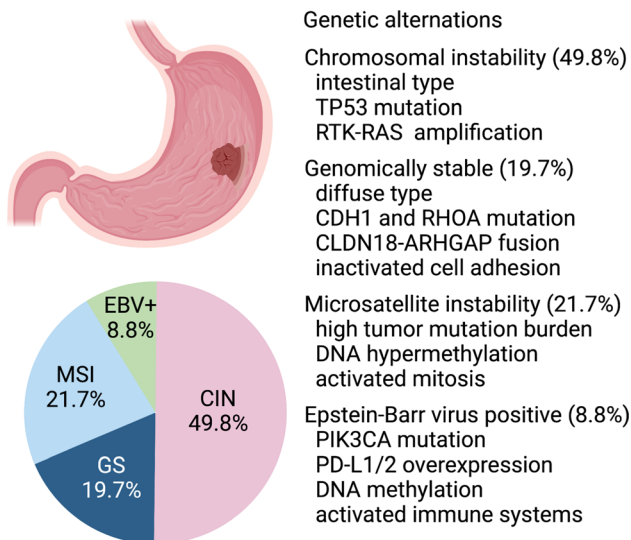 Genetic alternations
Chromosomal instability (49.8%)
intestinal type
TP53 mutation
RTK-RAS amplification
Genomically stable (19.7%)
diffuse type
CDH1 and RHOA mutation
CLDN18-ARHGAP fusion
inactivated cell adhesion
Microsatellite instability (21.7%)
high tumor mutation burden
DNA hypermethylation
activated mitosis
Epstein-Barr virus positive (8.8%)
PIK3CA mutation
PD-L1/2 overexpression
DNA methylation
activated immune systems
EBV+
8.8%
MSI
21.7%
CIN
49.8%
GS
19.7%